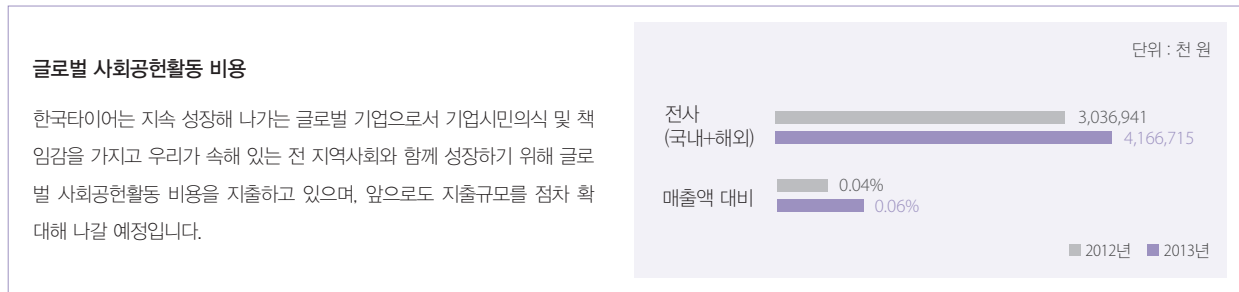 글로벌 사회공헌활동 비용
한국타이어는 지속 성장해 나가는 글로벌 기업으로서 기업시민의식 및 책
임감을 가지고 우리가 속해 있는 전 지역사회와 함께 성장하기 위해 글로
벌 사회공헌활동 비용을 지출하고 있으며, 앞으로도 지출규모를 점차 확
대해 나갈 예정입니다.
단위 : 천 원
전사
(국내+해외)
3,036,941
4,166,715
매출액 대비
0.04%
0.06%
2012년 2013년